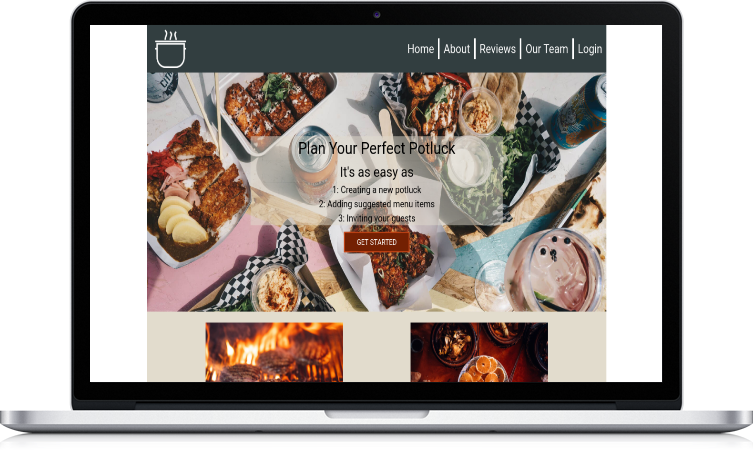 Home About Reviews Our Team Login
Plan Your Perfect Potluck
It's as easy as
1: Creating a new potluck
2: Adding suggested menu items
3: Inviting your guests
GET STARTED